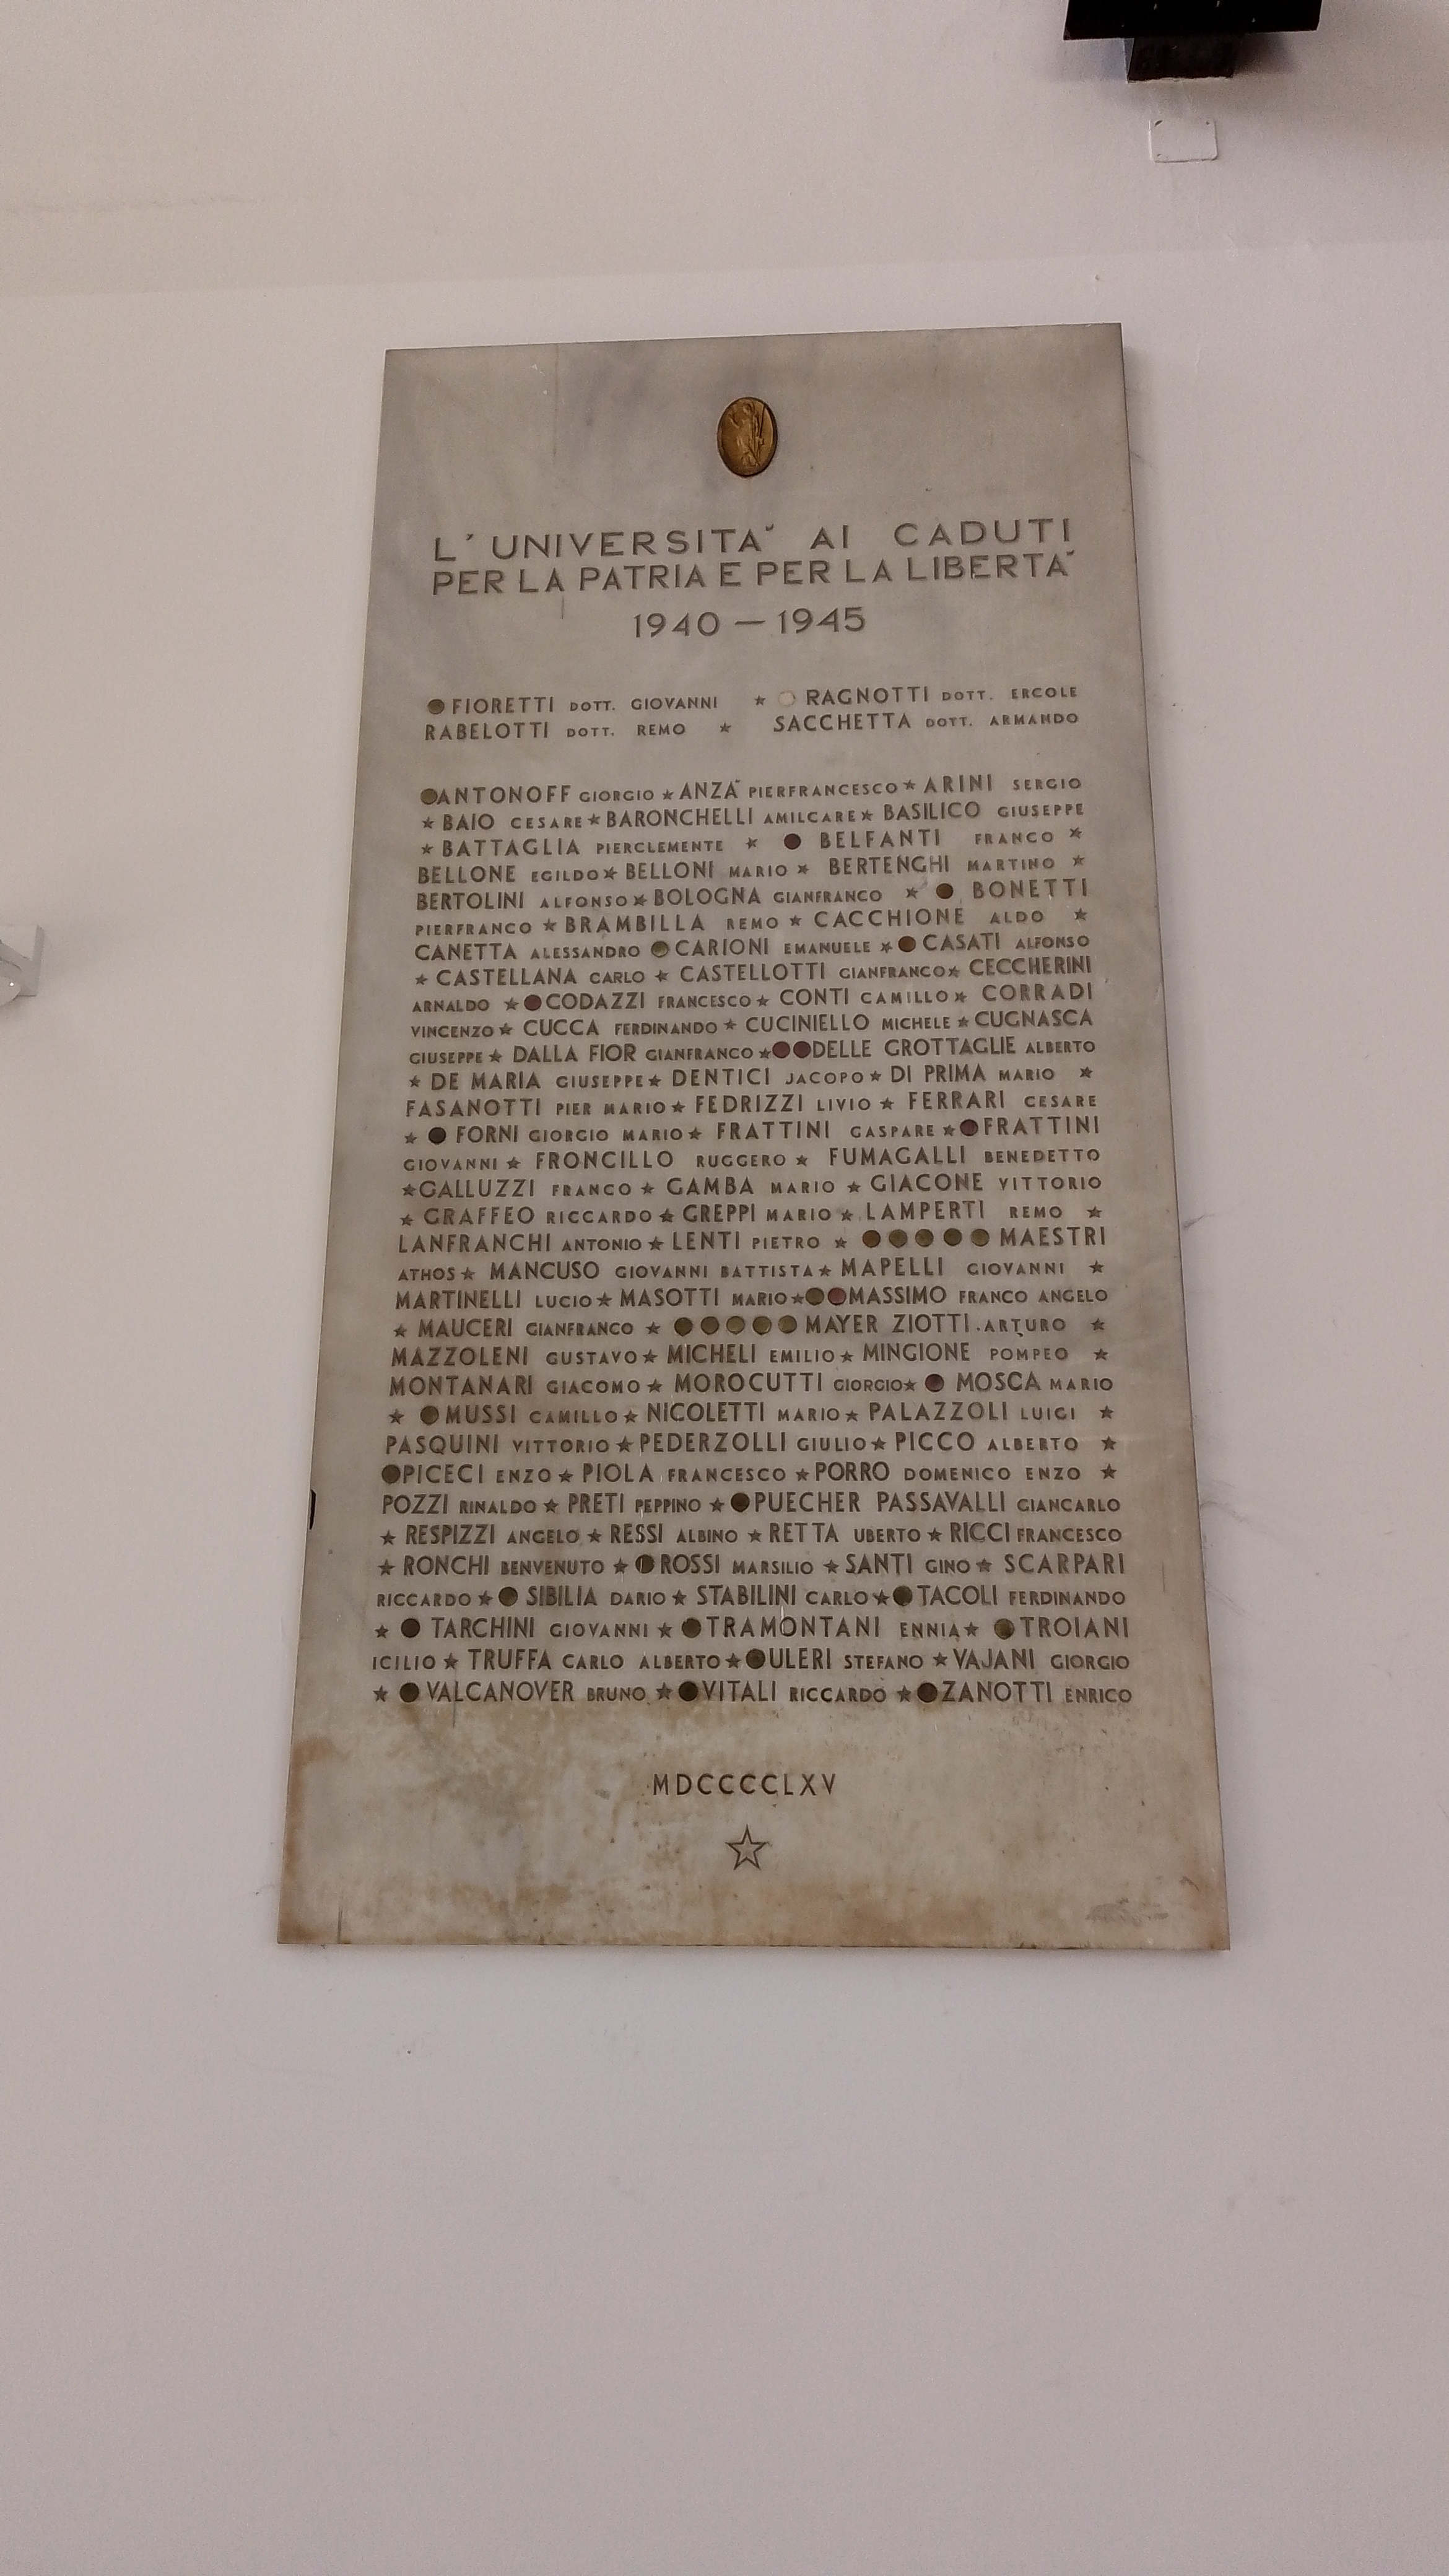 L'UNIVERSITA' AI CADUTI
PER LA PATRIA E PER LA LIBERTA'
1940 — 1945
● FIORETTI DOTT. GIOVANNI ★ ○ RAGNOTTI DOTT. ERCOLE
RABELOTTI DOTT. REMO ★ SACCHETTA DOTT. ARMANDO
● ANTONOFF GIORGIO ★ ANZA' PIERFRANCESCO ★ ARINI SERGIO
★ BAIO CESARE ★ BARONCHELLI AMILCARE ★ BASILICO GIUSEPPE
★ BATTAGLIA PIERCLEMENTE ★ ● BELFANTI FRANCO ★
BELLONE EGILDO ★ BELLONI MARIO ★ BERTENGHI MARTINO ★
BERTOLINI ALFONSO ★ BOLOGNA GIANFRANCO ★ ● BONETTI
PIERFRANCO ★ BRAMBILLA REMO ★ CACCHIONE ALDO ★
CANETTA ALESSANDRO ● CARIONI EMANUELE ★ ● CASATI ALFONSO
★ CASTELLANA CARLO ★ CASTELLOTTI GIANFRANCO ★ CECCHERINI
ARNALDO ★ ● CODAZZI FRANCESCO ★ CONTI CAMILLO ★ CORRADI
VINCENZO ★ CUCCA FERDINANDO ★ CUCINIELLO MICHELE ★ CUGNASCA
GIUSEPPE ★ DALLA FIOR GIANFRANCO ★ ●● DELLE GROTTAGLIE ALBERTO
★ DE MARIA GIUSEPPE ★ DENTICI JACOPO ★ DI PRIMA MARIO ★
FASANOTTI PIER MARIO ★ FEDRIZZI LIVIO ★ FERRARI CESARE
★ ● FORNI GIORGIO MARIO ★ FRATTINI GASPARE ★ ● FRATTINI
GIOVANNI ★ FRONCILLO RUGGERO ★ FUMAGALLI BENEDETTO
★ GALLUZZI FRANCO ★ GAMBA MARIO ★ GIACONE VITTORIO
★ GRAFFEO RICCARDO ★ GREPPI MARIO ★ LAMPERTI REMO ★
LANFRANCHI ANTONIO ★ LENTI PIETRO ★ ●●●●● MAESTRI
ATHOS ★ MANCUSO GIOVANNI BATTISTA ★ MAPELLI GIOVANNI ★
MARTINELLI LUCIO ★ MASOTTI MARIO ★ ●● MASSIMO FRANCO ANGELO
★ MAUCERI GIANFRANCO ★ ●●●●● MAYER ZIOTTI ARTURO ★
MAZZOLENI GUSTAVO ★ MICHELI EMILIO ★ MINGIONE POMPEO ★
MONTANARI GIACOMO ★ MOROCUTTI GIORGIO ★ ● MOSCA MARIO
★ ● MUSSI CAMILLO ★ NICOLETTI MARIO ★ PALAZZOLI LUIGI ★
PASQUINI VITTORIO ★ PEDERZOLLI GIULIO ★ PICCO ALBERTO ★
● PICECI ENZO ★ PIOLA FRANCESCO ★ PORRO DOMENICO ENZO ★
POZZI RINALDO ★ PRETI PEPPINO ★ ● PUECHER PASSAVALLI GIANCARLO
★ RESPIZZI ANGELO ★ RESSI ALBINO ★ RETTA UBERTO ★ RICCI FRANCESCO
★ RONCHI BENVENUTO ★ ● ROSSI MARSILIO ★ SANTI GINO ★ SCARPARI
RICCARDO ★ ● SIBILIA DARIO ★ STABILINI CARLO ★ ● TACOLI FERDINANDO
★ ● TARCHINI GIOVANNI ★ ● TRAMONTANI ENNIA ★ ● TROIANI
ICILIO ★ TRUFFA CARLO ALBERTO ★ ● ULERI STEFANO ★ VAJANI GIORGIO
★ ● VALCANOVER BRUNO ★ ● VITALI RICCARDO ★ ● ZANOTTI ENRICO
MDCCCCLXV